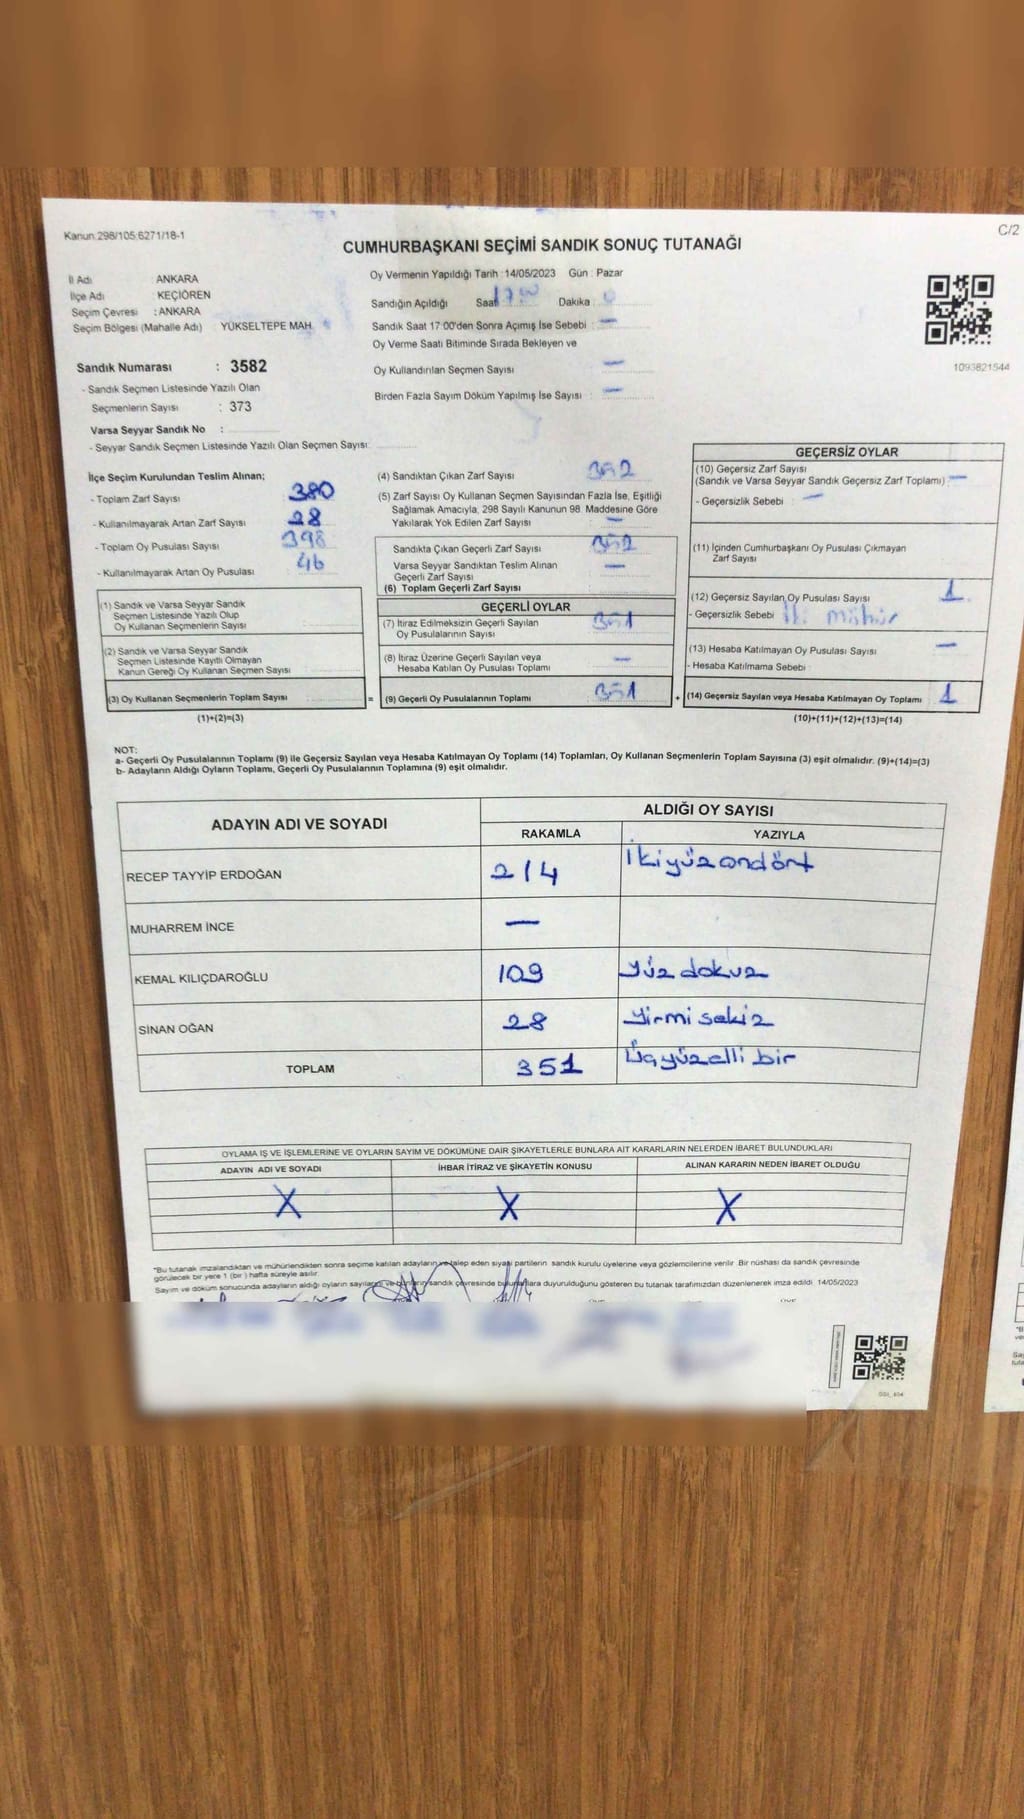 Kanun 298/105 6271/18-1
C/2
CUMHURBAŞKANI SEÇİMİ SANDIK SONUÇ TUTANAĞI
İl Adı : ANKARA
İlçe Adı : KEÇİÖREN
Seçim Çevresi : ANKARA
Seçim Bölgesi (Mahalle Adı) YÜKSELTEPE MAH.
Oy Vermenin Yapıldığı Tarih : 14/05/2023 Gün : Pazar
Sandığın Açıldığı Saat 17.00 Dakika : 0
Sandık Saat 17:00'den Sonra Açımış İse Sebebi : —
Oy Verme Saati Bitiminde Sırada Bekleyen ve
Oy Kullandırılan Seçmen Sayısı : —
Birden Fazla Sayım Döküm Yapılmış İse Sayısı : —
1093821544
Sandık Numarası : 3582
- Sandık Seçmen Listesinde Yazılı Olan
Seçmenlerin Sayısı : 373
Varsa Seyyar Sandık No :
- Seyyar Sandık Seçmen Listesinde Yazılı Olan Seçmen Sayısı:
İlçe Seçim Kurulundan Teslim Alınan;
- Toplam Zarf Sayısı 380
- Kullanılmayarak Artan Zarf Sayısı 28
- Toplam Oy Pusulası Sayısı 398
- Kullanılmayarak Artan Oy Pusulası 46
(1) Sandık ve Varsa Seyyar Sandık
Seçmen Listesinde Yazılı Olup
Oy Kullanan Seçmenlerin Sayısı
(2) Sandık ve Varsa Seyyar Sandık
Seçmen Listesinde Kayıtlı Olmayan
Kanun Gereği Oy Kullanan Seçmen Sayısı
(3) Oy Kullanan Seçmenlerin Toplam Sayısı
=
(1)+(2)=(3)
(4) Sandıktan Çıkan Zarf Sayısı 352
(5) Zarf Sayısı Oy Kullanan Seçmen Sayısından Fazla İse, Eşitliği
Sağlamak Amacıyla, 298 Sayılı Kanunun 98. Maddesine Göre
Yakılarak Yok Edilen Zarf Sayısı —
Sandıkta Çıkan Geçerli Zarf Sayısı 352
Varsa Seyyar Sandıktan Teslim Alınan
Geçerli Zarf Sayısı —
(6) Toplam Geçerli Zarf Sayısı
GEÇERLİ OYLAR
(7) İtiraz Edilmeksizin Geçerli Sayılan
Oy Pusulalarının Sayısı 351
(8) İtiraz Üzerine Geçerli Sayılan veya
Hesaba Katılan Oy Pusulası Toplamı —
(9) Geçerli Oy Pusulalarının Toplamı 351
+
GEÇERSİZ OYLAR
(10) Geçersiz Zarf Sayısı
(Sandık ve Varsa Seyyar Sandık Geçersiz Zarf Toplamı) : —
- Geçersizlik Sebebi : —
(11) İçinden Cumhurbaşkanı Oy Pusulası Çıkmayan
Zarf Sayısı
(12) Geçersiz Sayılan Oy Pusulası Sayısı 1
- Geçersizlik Sebebi : İki mühür
(13) Hesaba Katılmayan Oy Pusulası Sayısı —
- Hesaba Katılmama Sebebi :
(14) Geçersiz Sayılan veya Hesaba Katılmayan Oy Toplamı 1
(10)+(11)+(12)+(13)=(14)
NOT:
a- Geçerli Oy Pusulalarının Toplamı (9) ile Geçersiz Sayılan veya Hesaba Katılmayan Oy Toplamı (14) Toplamları, Oy Kullanan Seçmenlerin Toplam Sayısına (3) eşit olmalıdır. (9)+(14)=(3)
b- Adayların Aldığı Oyların Toplamı, Geçerli Oy Pusulalarının Toplamına (9) eşit olmalıdır.
ADAYIN ADI VE SOYADI
ALDIĞI OY SAYISI
RAKAMLA YAZIYLA
RECEP TAYYİP ERDOĞAN 214 İkiyüzondört
MUHARREM İNCE —
KEMAL KILIÇDAROĞLU 109 Yüzdokuz
SİNAN OĞAN 28 Yirmisekiz
TOPLAM 351 Üçyüzelli bir
OYLAMA İŞ VE İŞLEMLERİNE VE OYLARIN SAYIM VE DÖKÜMÜNE DAİR ŞİKAYETLERLE BUNLARA AİT KARARLARIN NELERDEN İBARET BULUNDUKLARI
ADAYIN ADI VE SOYADI İHBAR İTİRAZ VE ŞİKAYETİN KONUSU ALINAN KARARIN NEDEN İBARET OLDUĞU
X X X
*Bu tutanak imzalandıktan ve mühürlendikten sonra seçime katılan adayların ve talep eden siyasi partilerin sandık kurulu üyelerine veya gözlemcilerine verilir. Bir nüshası da sandık çevresinde
görülecek bir yere 1 (bir) hafta süreyle asılır.
Sayım ve döküm sonucunda adayların aldığı oyların sayıları ve bunların sandık çevresinde bulunanlara duyurulduğunu gösteren bu tutanak tarafımızdan düzenlenerek imza edildi. 14/05/2023